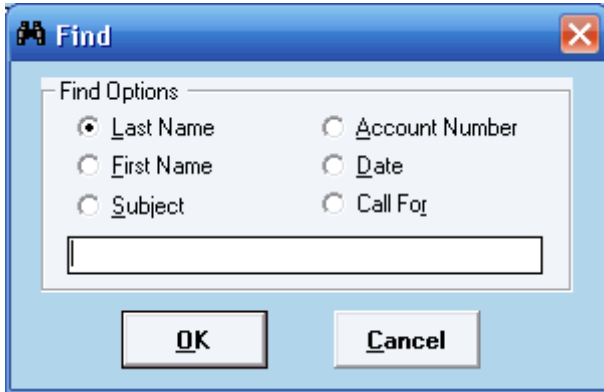 Find
Find Options
Last Name Account Number
First Name Date
Subject Call For
OK Cancel